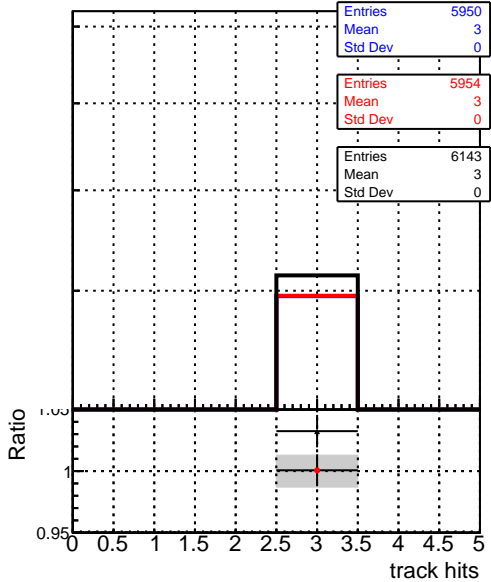 Entries 5950
Mean 3
Std Dev 0
Entries 5954
Mean 3
Std Dev 0
Entries 6143
Mean 3
Std Dev 0
1.05
Ratio
1
0.95
0 0.5 1 1.5 2 2.5 3 3.5 4 4.5 5
track hits